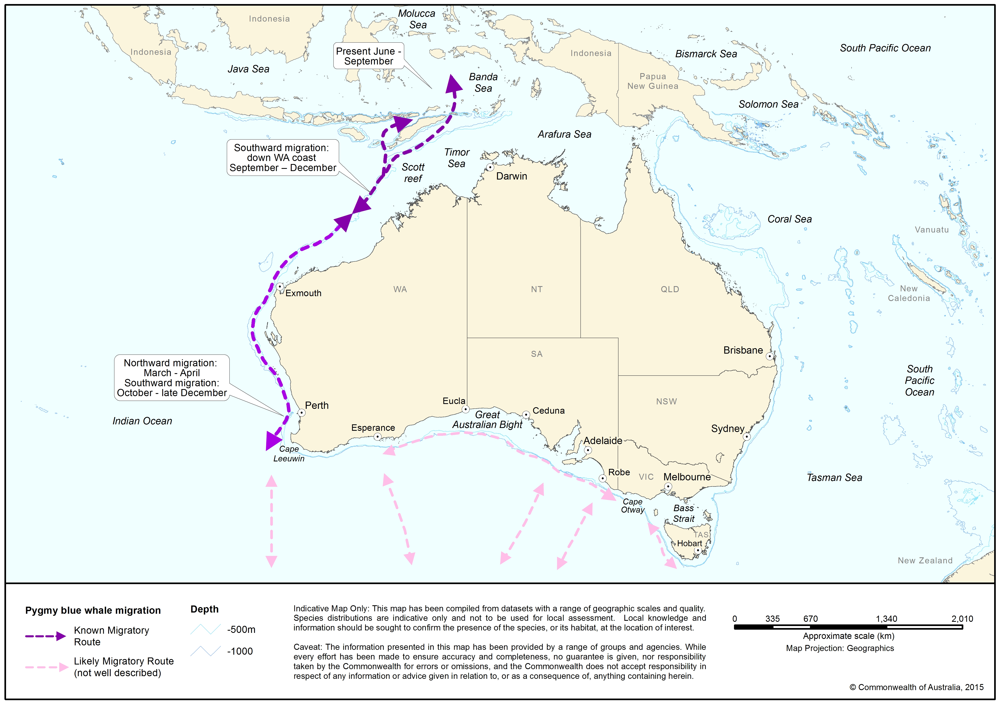 Molucca
Sea
Indonesia
Indonesia
Present June -
September
Indonesia
Bismarck Sea
South Pacific Ocean
Java Sea
Banda
Sea
Papua
New Guinea
Solomon Sea
Arafura Sea
Southward migration:
down WA coast
September – December
Timor
Sea
Scott
reef
Darwin
Coral Sea
Vanuatu
Exmouth
WA
NT
QLD
New
Caledonia
Brisbane
SA
Northward migration:
March - April
Southward migration:
October - late December
South
Pacific
Ocean
Perth
Eucla
Great
Australian Bight
Ceduna
NSW
Indian Ocean
Esperance
Sydney
Adelaide
Cape
Leeuwin
Robe
VIC
Melbourne
Tasman Sea
Cape
Otway
Bass
Strait
TAS
Hobart
New Zealand
Pygmy blue whale migration
Known Migratory
Route
Likely Migratory Route
(not well described)
Depth
-500m
-1000
Indicative Map Only: This map has been compiled from datasets with a range of geographic scales and quality.
Species distributions are indicative only and not to be used for local assessment. Local knowledge and
information should be sought to confirm the presence of the species, or its habitat, at the location of interest.
Caveat: The information presented in this map has been provided by a range of groups and agencies. While
every effort has been made to ensure accuracy and completeness, no guarantee is given, nor responsibility
taken by the Commonwealth for errors or omissions, and the Commonwealth does not accept responsibility in
respect of any information or advice given in relation to, or as a consequence of, anything containing herein.
0 335 670 1,340 2,010
Approximate scale (km)
Map Projection: Geographics
© Commonwealth of Australia, 2015